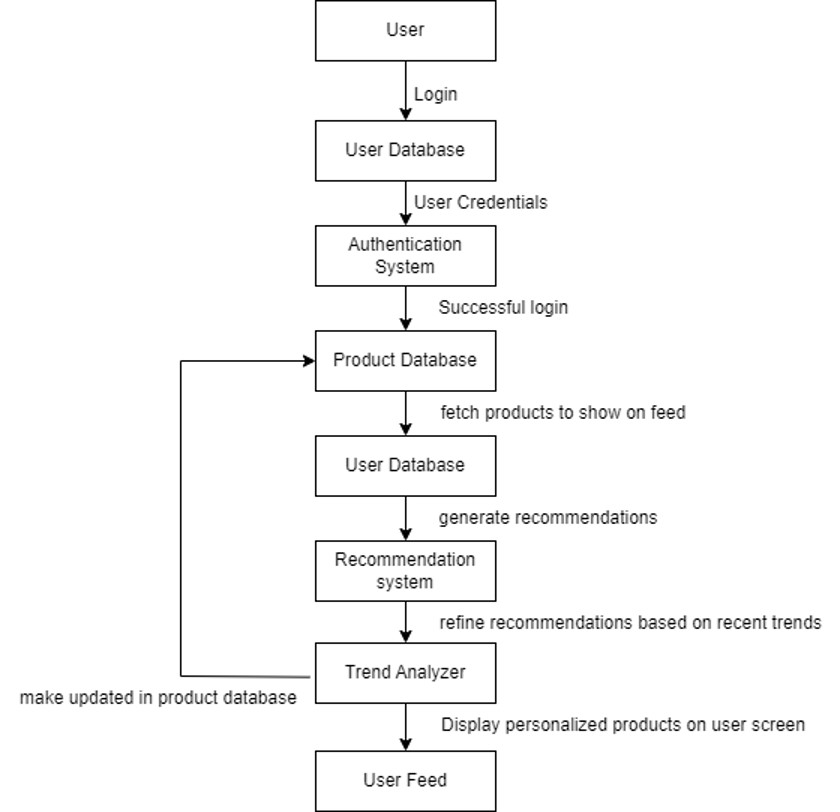 User
Login
User Database
User Credentials
Authentication
System
Successful login
Product Database
fetch products to show on feed
User Database
generate recommendations
Recommendation
system
refine recommendations based on recent trends
Trend Analyzer
make updated in product database
Display personalized products on user screen
User Feed